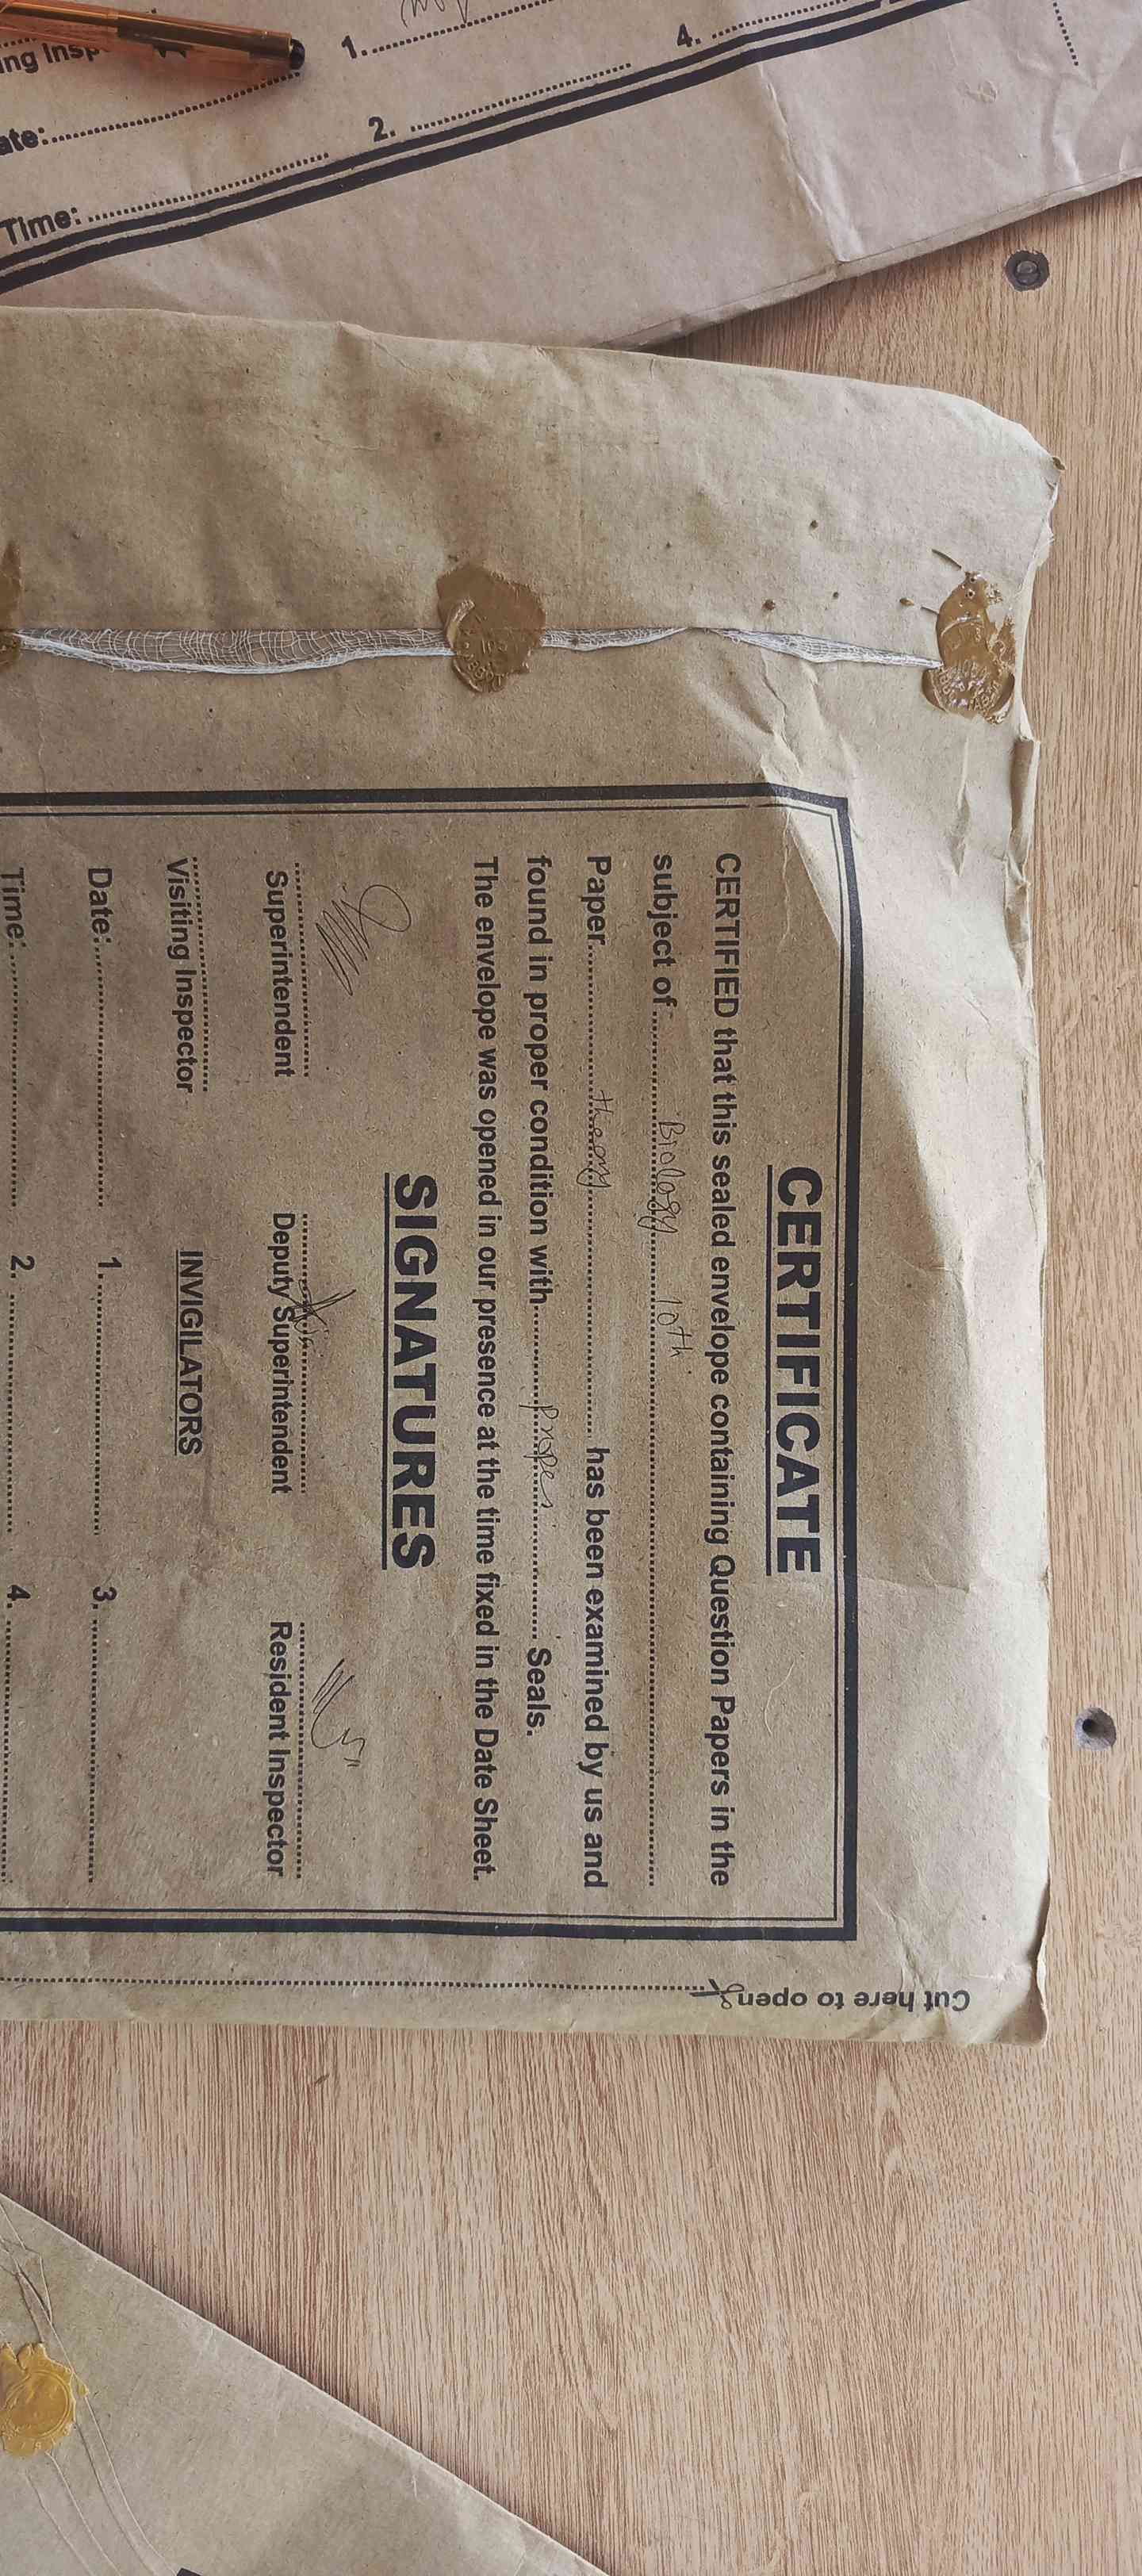 ing Insp
1.
4.
ate:
2.
Time:
CERTIFICATE
CERTIFIED that this sealed envelope containing Question Papers in the
subject of Biology 10th
Paper theory has been examined by us and
found in proper condition with proper Seals.
The envelope was opened in our presence at the time fixed in the Date Sheet.
SIGNATURES
Superintendent Deputy Superintendent Resident Inspector
Visiting Inspector INVIGILATORS
Date: 1. 3.
Time: 2. 4.
Cut here to open